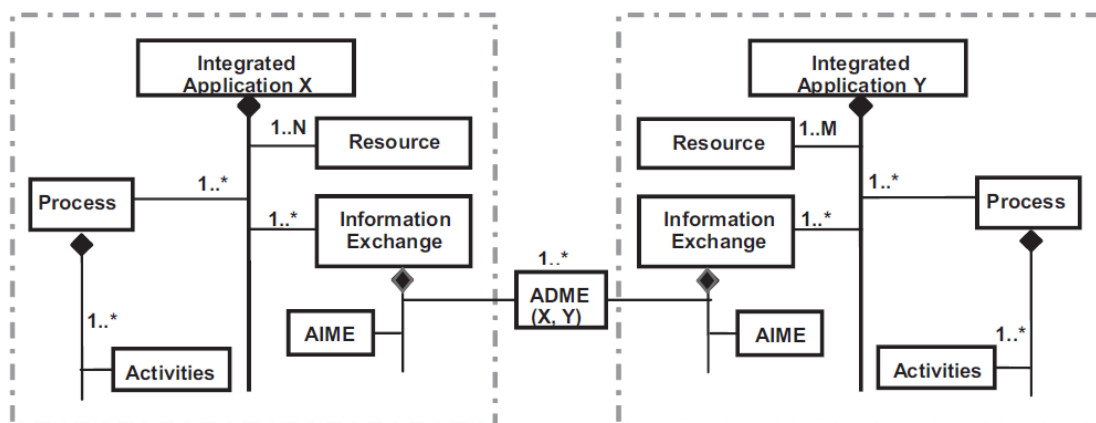 Integrated
Application X
1..N
Resource
1..*
Process
1..*
Information
Exchange
1..*
AIME
Activities
1..*
ADME
(X, Y)
Integrated
Application Y
Resource
1..M
1..*
Process
Information
Exchange
1..*
AIME
1..*
Activities